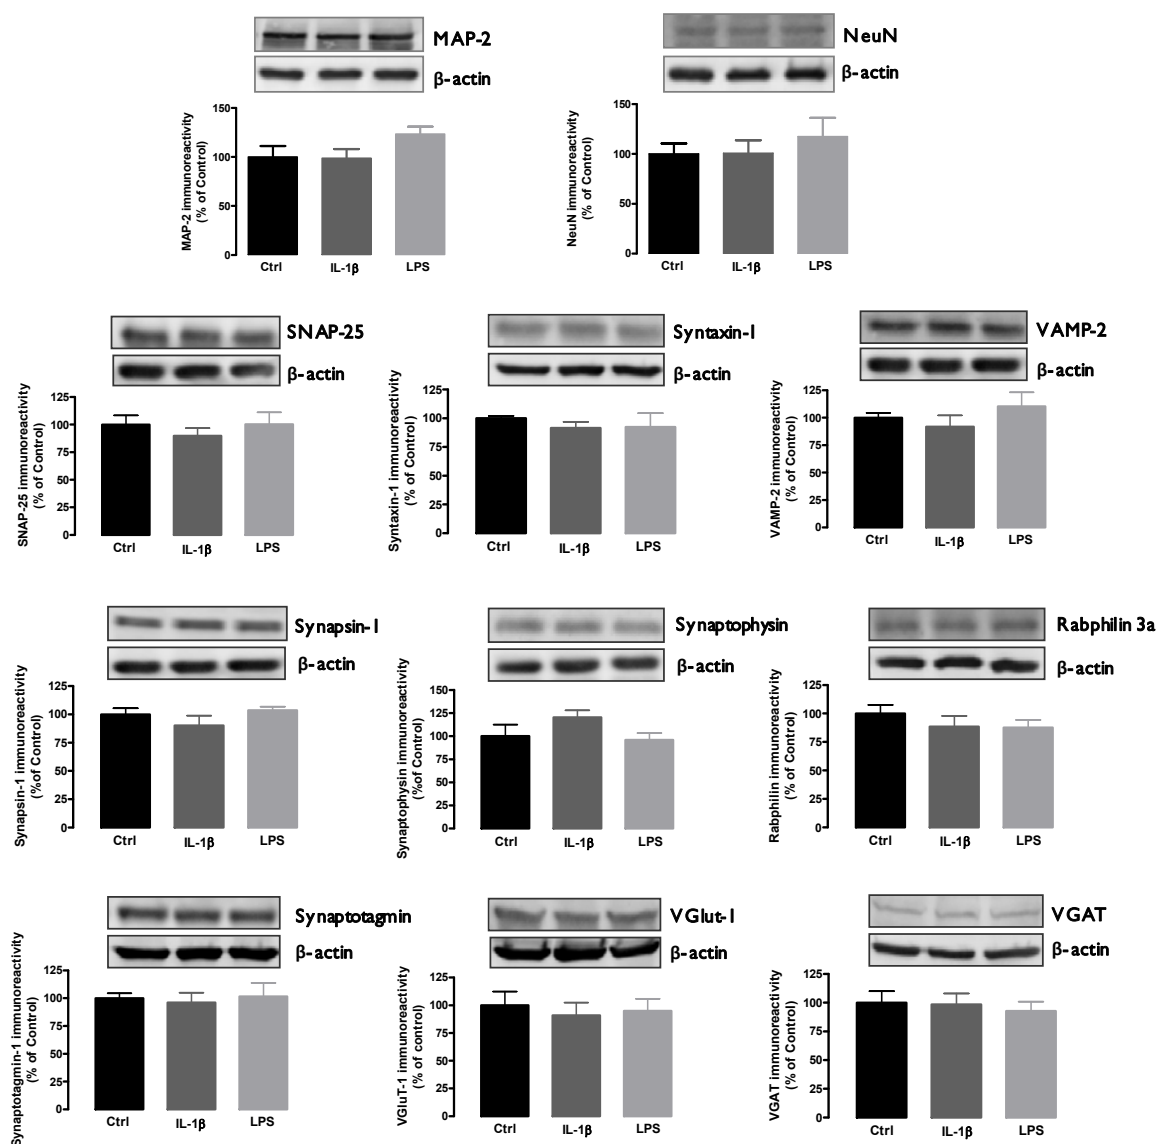 MAP-2
β-actin
MAP-2 immunoreactivity
(% of Control)
150
100
50
0
Ctrl IL-1β LPS
NeuN
β-actin
NeuN immunoreactivity
(% of Control)
150
100
50
0
Ctrl IL-1β LPS
SNAP-25
β-actin
SNAP-25 immunoreactivity
(% of Control)
125
100
75
50
25
0
Ctrl IL-1β LPS
Syntaxin-1
β-actin
Syntaxin-1 immunoreactivity
(% of Control)
125
100
75
50
25
0
Ctrl IL-1β LPS
VAMP-2
β-actin
VAMP-2 immunoreactivity
(% of Control)
125
100
75
50
25
0
Ctrl IL-1β LPS
Synapsin-1
β-actin
Synapsin-1 immunoreactivity
(%of Control)
125
100
75
50
25
0
Ctrl IL-1β LPS
Synaptophysin
β-actin
Synaptophysin immunoreactivity
(%of Control)
150
125
100
75
50
25
0
Ctrl IL-1β LPS
Rabphilin 3a
β-actin
Rabphilin immunoreactivity
(% of Control)
125
100
75
50
25
0
Ctrl IL-1β LPS
Synaptotagmin
β-actin
Synaptotagmin-1 immunoreactivity
(% of Control)
125
100
75
50
25
0
Ctrl IL-1β LPS
VGlut-1
β-actin
VGluT-1 immunoreactivity
(% of control)
125
100
75
50
25
0
Ctrl IL-1β LPS
VGAT
β-actin
VGAT immunoreactivity
(% of Control)
125
100
75
50
25
0
Ctrl IL-1β LPS